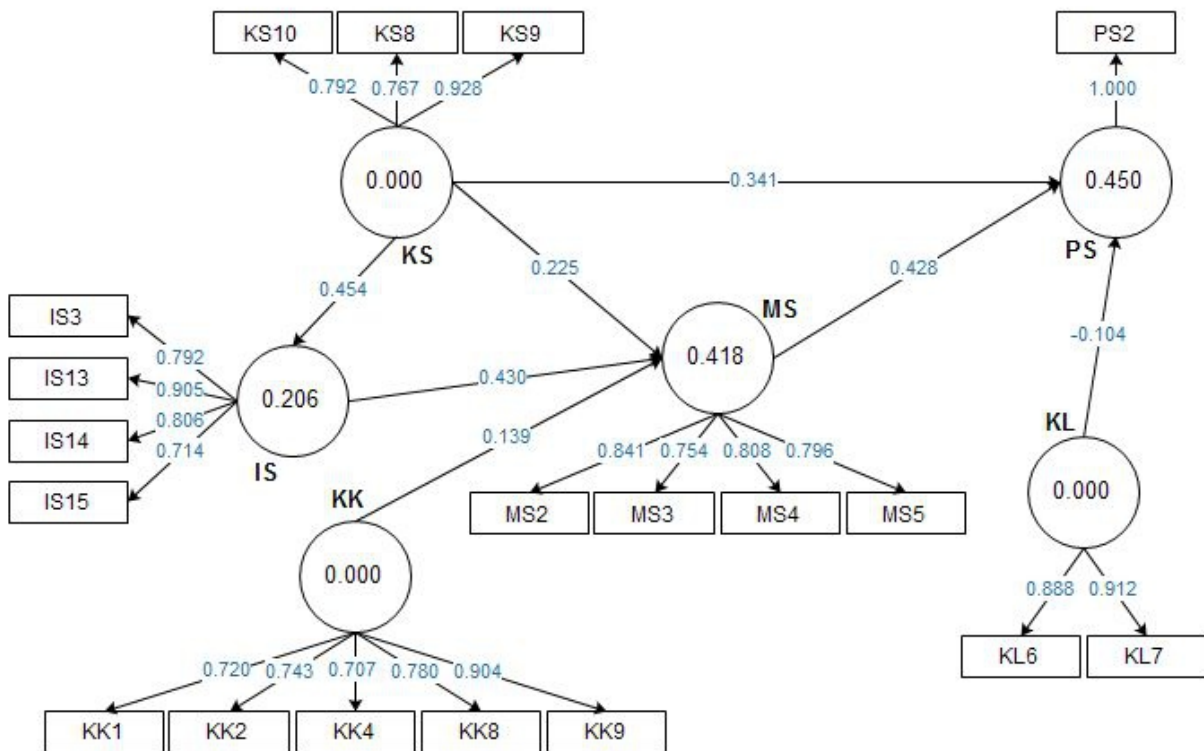 KS10 KS8 KS9 PS2
0.792 0.767 0.928 1.000
0.000 0.341 0.450
KS PS
0.454 0.225 0.428
IS3 MS
0.792 -0.104
IS13 0.418
0.905 0.430
0.206
IS14 0.806 KL
0.714 0.139
IS
IS15 KK 0.841 0.754 0.808 0.796 0.000
MS2 MS3 MS4 MS5
0.000
0.888 0.912
0.720 0.743 0.707 0.780 0.904 KL6 KL7
KK1 KK2 KK4 KK8 KK9